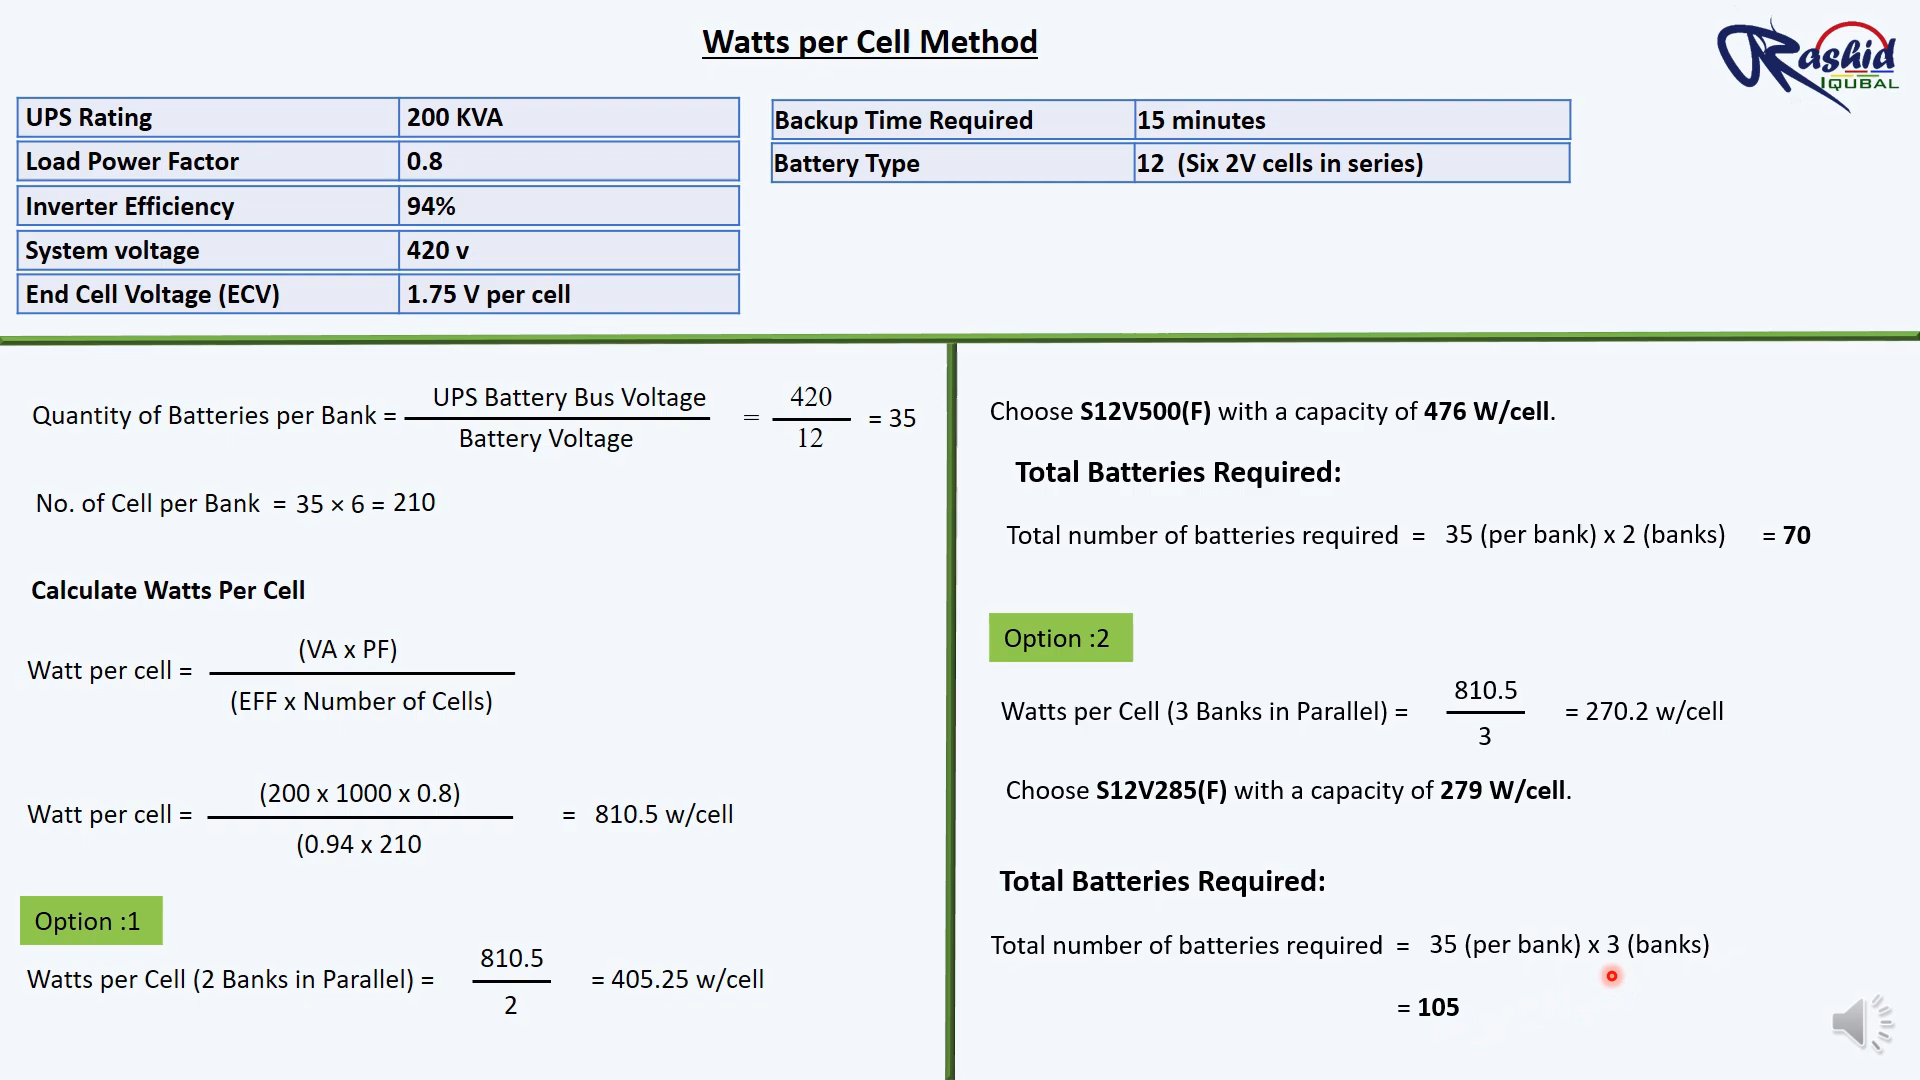 Watts per Cell Method
Rashid
IQUBAL
UPS Rating 200 KVA
Load Power Factor 0.8
Inverter Efficiency 94%
System voltage 420 v
End Cell Voltage (ECV) 1.75 V per cell
Backup Time Required 15 minutes
Battery Type 12 (Six 2V cells in series)
Quantity of Batteries per Bank = UPS Battery Bus Voltage / Battery Voltage = 420 / 12 = 35
No. of Cell per Bank = 35 × 6 = 210
Calculate Watts Per Cell
Watt per cell = (VA x PF) / (EFF x Number of Cells)
Watt per cell = (200 x 1000 x 0.8) / (0.94 x 210 = 810.5 w/cell
Option :1
Watts per Cell (2 Banks in Parallel) = 810.5 / 2 = 405.25 w/cell
Choose S12V500(F) with a capacity of 476 W/cell.
Total Batteries Required:
Total number of batteries required = 35 (per bank) x 2 (banks) = 70
Option :2
Watts per Cell (3 Banks in Parallel) = 810.5 / 3 = 270.2 w/cell
Choose S12V285(F) with a capacity of 279 W/cell.
Total Batteries Required:
Total number of batteries required = 35 (per bank) x 3 (banks)
= 105